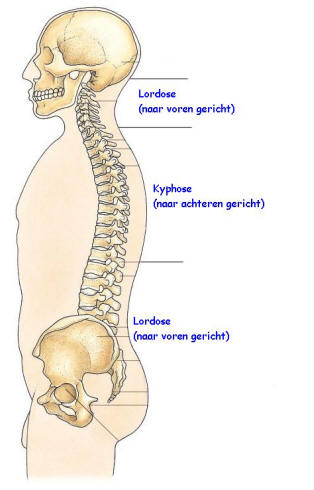 Lordose
(naar voren gericht)
Kyphose
(naar achteren gericht)
Lordose
(naar voren gericht)